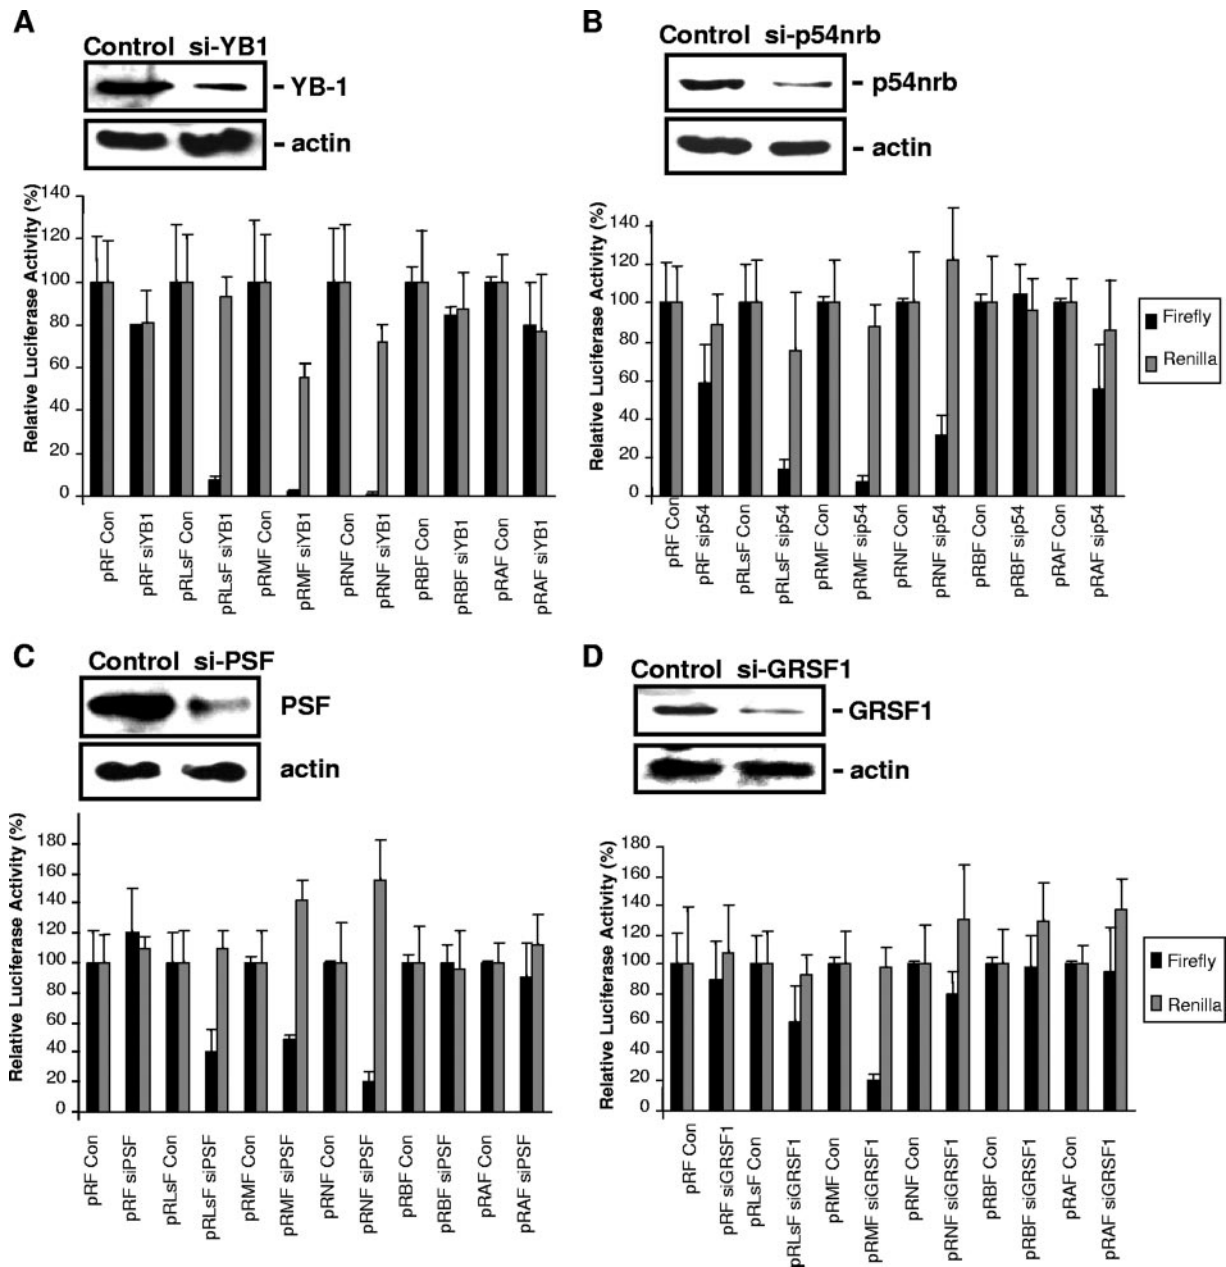 A
Control si-YB1
- YB-1
- actin
Relative Luciferase Activity (%)
140
120
100
80
60
40
20
0
pRF Con
pRF siYB1
pRLsF Con
pRLsF siYB1
pRMF Con
pRMF siYB1
pRNF Con
pRNF siYB1
pRBF Con
pRBF siYB1
pRAF Con
pRAF siYB1
B
Control si-p54nrb
- p54nrb
- actin
Relative Luciferase Activity (%)
140
120
100
80
60
40
20
0
pRF Con
pRF sip54
pRLsF Con
pRLsF sip54
pRMF Con
pRMF sip54
pRNF Con
pRNF sip54
pRBF Con
pRBF sip54
pRAF Con
pRAF sip54
Firefly
Renilla
C
Control si-PSF
PSF
actin
Relative Luciferase Activity (%)
180
160
140
120
100
80
60
40
20
0
pRF Con
pRF siPSF
pRLsF Con
pRLsF siPSF
pRMF Con
pRMF siPSF
pRNF Con
pRNF siPSF
pRBF Con
pRBF siPSF
pRAF Con
pRAF siPSF
D
Control si-GRSF1
- GRSF1
- actin
Relative Luciferase Activity (%)
180
160
140
120
100
80
60
40
20
0
pRF Con
pRF siGRSF1
pRLsF Con
pRLsF siGRSF1
pRMF Con
pRMF siGRSF1
pRNF Con
pRNF siGRSF1
pRBF Con
pRBF siGRSF1
pRAF Con
pRAF siGRSF1
Firefly
Renilla